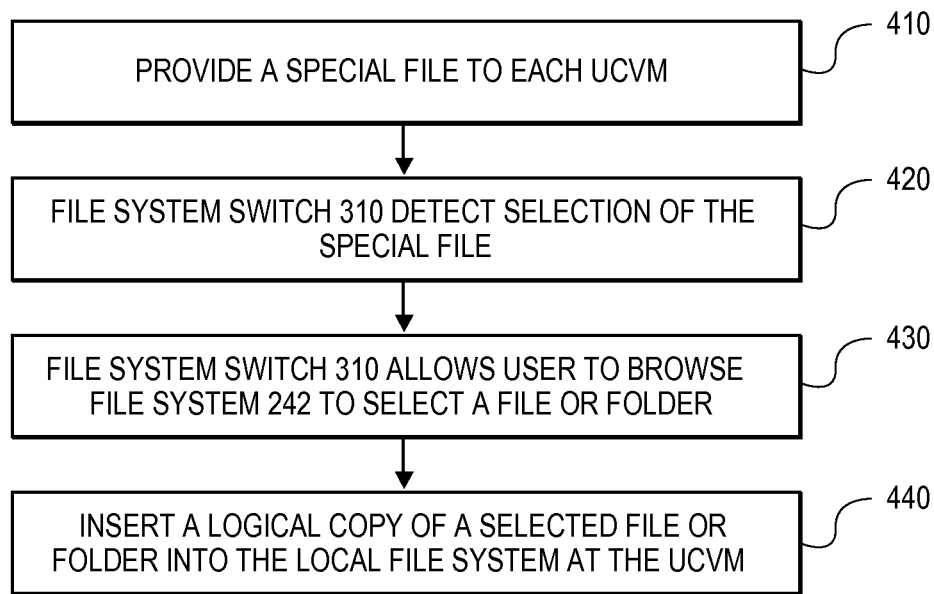 410
PROVIDE A SPECIAL FILE TO EACH UCVM
420
FILE SYSTEM SWITCH 310 DETECT SELECTION OF THE
SPECIAL FILE
430
FILE SYSTEM SWITCH 310 ALLOWS USER TO BROWSE
FILE SYSTEM 242 TO SELECT A FILE OR FOLDER
440
INSERT A LOGICAL COPY OF A SELECTED FILE OR
FOLDER INTO THE LOCAL FILE SYSTEM AT THE UCVM